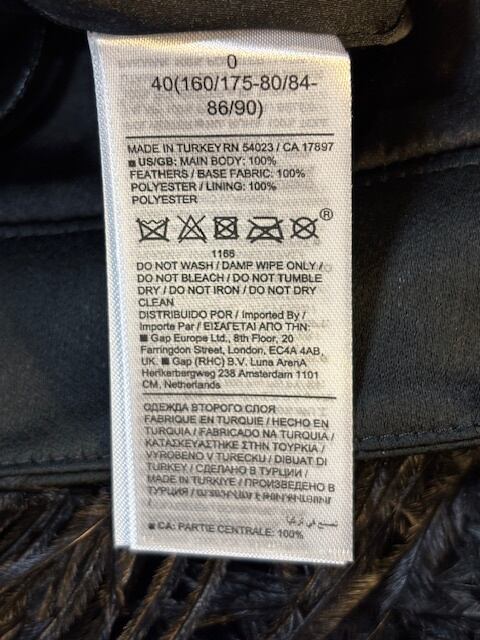 0
40(160/175-80/84-
86/90)
MADE IN TURKEY RN 54023 / CA 17897
■ US/GB: MAIN BODY: 100%
FEATHERS / BASE FABRIC: 100%
POLYESTER / LINING: 100%
POLYESTER
®
1166
DO NOT WASH / DAMP WIPE ONLY /
DO NOT BLEACH / DO NOT TUMBLE
DRY / DO NOT IRON / DO NOT DRY
CLEAN
DISTRIBUIDO POR / Imported By /
Importe Par / ΕΙΣΑΓΕΤΑΙ ΑΠΟ ΤΗΝ:
■ Gap Europe Ltd., 8th Floor, 20
Farringdon Street, London, EC4A 4AB,
UK. ■ Gap (RHC) B.V. Luna ArenA
Herikerbergweg 238 Amsterdam 1101
CM, Netherlands
ОДЕЖДА ВТОРОГО СЛОЯ
FABRIQUE EN TURQUIE / HECHO EN
TURQUIA / FABRICADO NA TURQUIA /
ΚΑΤΑΣΚΕΥΑΣΤΗΚΕ ΣΤΗΝ ΤΟΥΡΚΙΑ /
VYROBENO V TURECKU / DIBUAT DI
TURKEY / СДЕЛАНО В ТУРЦИИ /
MADE IN TURKIYE / ПРОИЗВЕДЕНО В
ТУРЦИЯ /
تصنيع في تركيا
■ CA: PARTIE CENTRALE: 100%